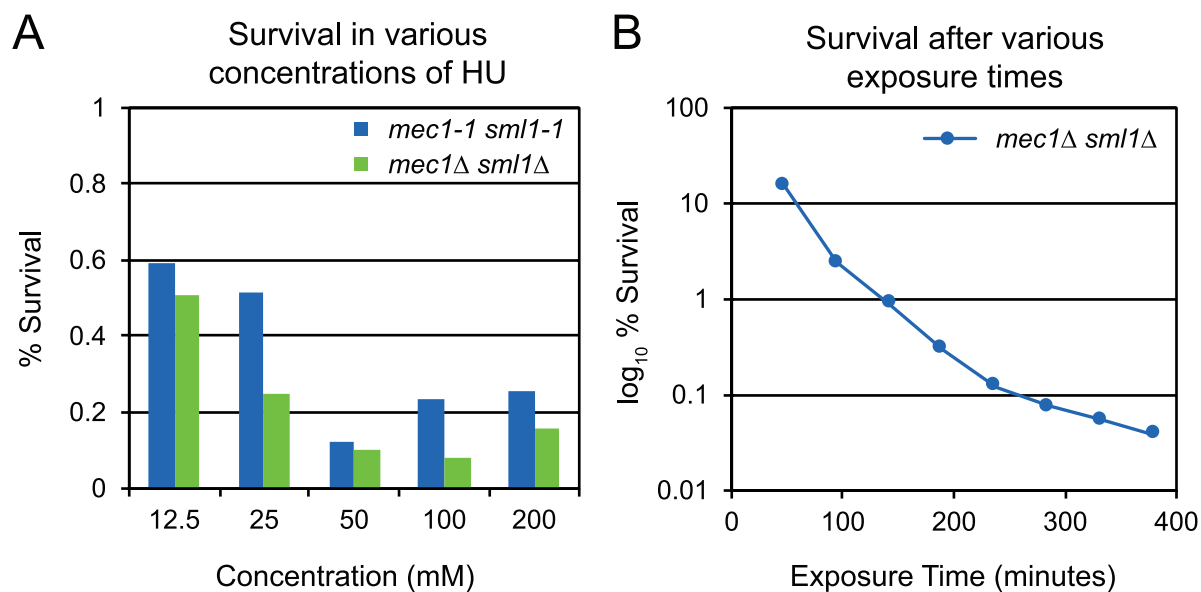 A
Survival in various
concentrations of HU
1
0.8
0.6
0.4
0.2
0
% Survival
mec1-1 sml1-1
mec1Δ sml1Δ
12.5 25 50 100 200
Concentration (mM)
B
Survival after various
exposure times
100
10
1
0.1
0.01
log₁₀ % Survival
mec1Δ sml1Δ
0 100 200 300 400
Exposure Time (minutes)